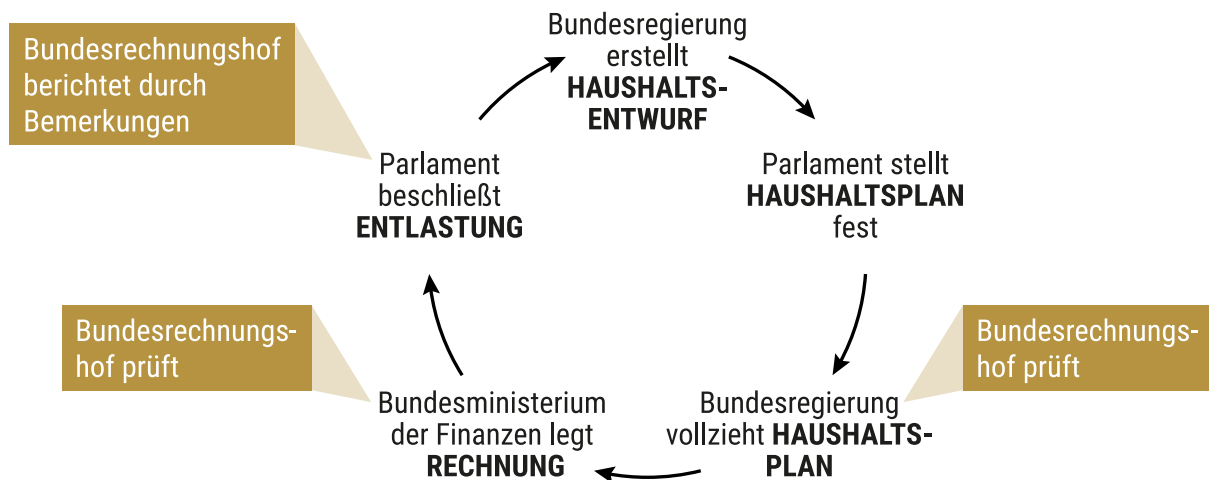 Bundesrechnungshof
berichtet durch
Bemerkungen
Bundesregierung
erstellt
HAUSHALTS-
ENTWURF
Parlament stellt
HAUSHALTSPLAN
fest
Parlament
beschließt
ENTLASTUNG
Bundesrechnungs-
hof prüft
Bundesministerium
der Finanzen legt
RECHNUNG
Bundesregierung
vollzieht HAUSHALTS-
PLAN
Bundesrechnungs-
hof prüft